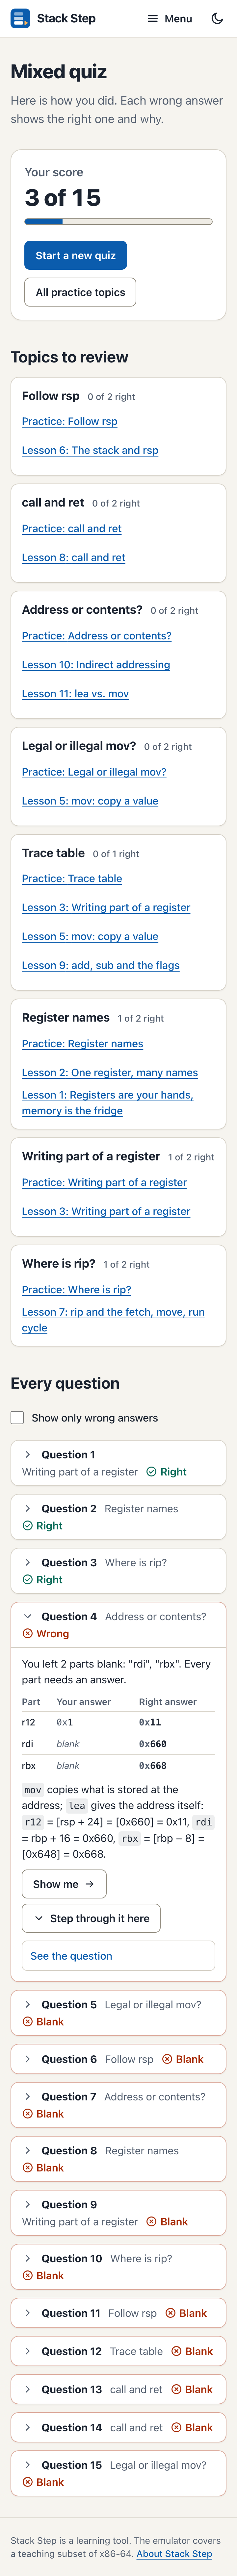 Stack Step
Menu
Mixed quiz
Here is how you did. Each wrong answer
shows the right one and why.
Your score
3 of 15
Start a new quiz
All practice topics
Topics to review
Follow rsp 0 of 2 right
Practice: Follow rsp
Lesson 6: The stack and rsp
call and ret 0 of 2 right
Practice: call and ret
Lesson 8: call and ret
Address or contents? 0 of 2 right
Practice: Address or contents?
Lesson 10: Indirect addressing
Lesson 11: lea vs. mov
Legal or illegal mov? 0 of 2 right
Practice: Legal or illegal mov?
Lesson 5: mov: copy a value
Trace table 0 of 1 right
Practice: Trace table
Lesson 3: Writing part of a register
Lesson 5: mov: copy a value
Lesson 9: add, sub and the flags
Register names 1 of 2 right
Practice: Register names
Lesson 2: One register, many names
Lesson 1: Registers are your hands,
memory is the fridge
Writing part of a register 1 of 2 right
Practice: Writing part of a register
Lesson 3: Writing part of a register
Where is rip? 1 of 2 right
Practice: Where is rip?
Lesson 7: rip and the fetch, move, run
cycle
Every question
Show only wrong answers
Question 1
Writing part of a register Right
Question 2 Register names
Right
Question 3 Where is rip?
Right
Question 4 Address or contents?
Wrong
You left 2 parts blank: "rdi", "rbx". Every
part needs an answer.
Part Your answer Right answer
r12 0x1 0x11
rdi blank 0x660
rbx blank 0x668
mov copies what is stored at the
address; lea gives the address itself:
r12 = [rsp + 24] = [0x660] = 0x11, rdi
= rbp + 16 = 0x660, rbx = [rbp − 8] =
[0x648] = 0x668.
Show me →
Step through it here
See the question
Question 5 Legal or illegal mov?
Blank
Question 6 Follow rsp Blank
Question 7 Address or contents?
Blank
Question 8 Register names
Blank
Question 9
Writing part of a register Blank
Question 10 Where is rip?
Blank
Question 11 Follow rsp Blank
Question 12 Trace table Blank
Question 13 call and ret Blank
Question 14 call and ret Blank
Question 15 Legal or illegal mov?
Blank
Stack Step is a learning tool. The emulator covers
a teaching subset of x86-64. About Stack Step